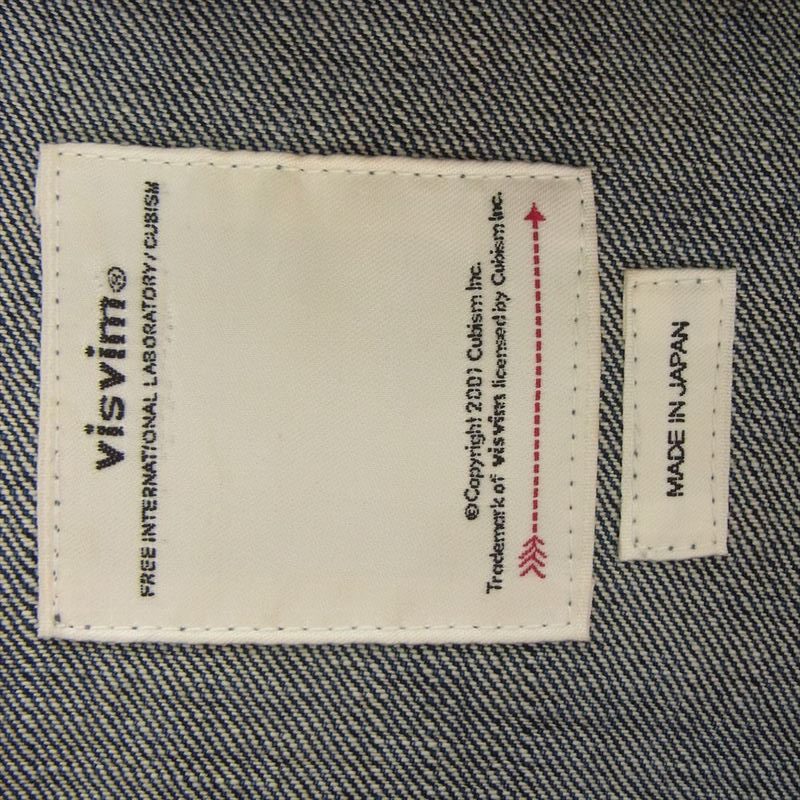 visvim®
FREE INTERNATIONAL LABORATORY/CUBISM
©Copyright 2001 Cubism Inc.
Trademark of visvim licensed by Cubism Inc.
MADE IN JAPAN